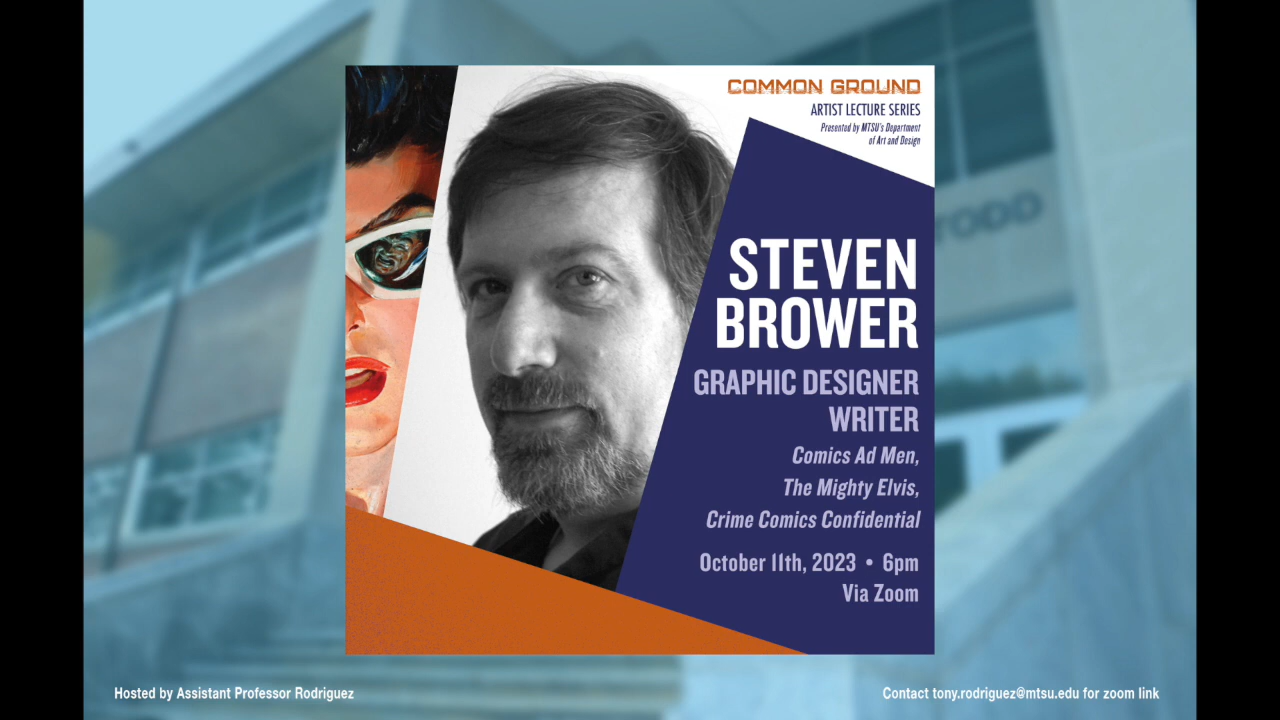 COMMON GROUND
ARTIST LECTURE SERIES
Presented by MTSU's Department
of Art and Design
TODD
STEVEN
BROWER
GRAPHIC DESIGNER
WRITER
Comics Ad Men,
The Mighty Elvis,
Crime Comics Confidential
October 11th, 2023 • 6pm
Via Zoom
Hosted by Assistant Professor Rodriguez
Contact tony.rodriguez@mtsu.edu for zoom link